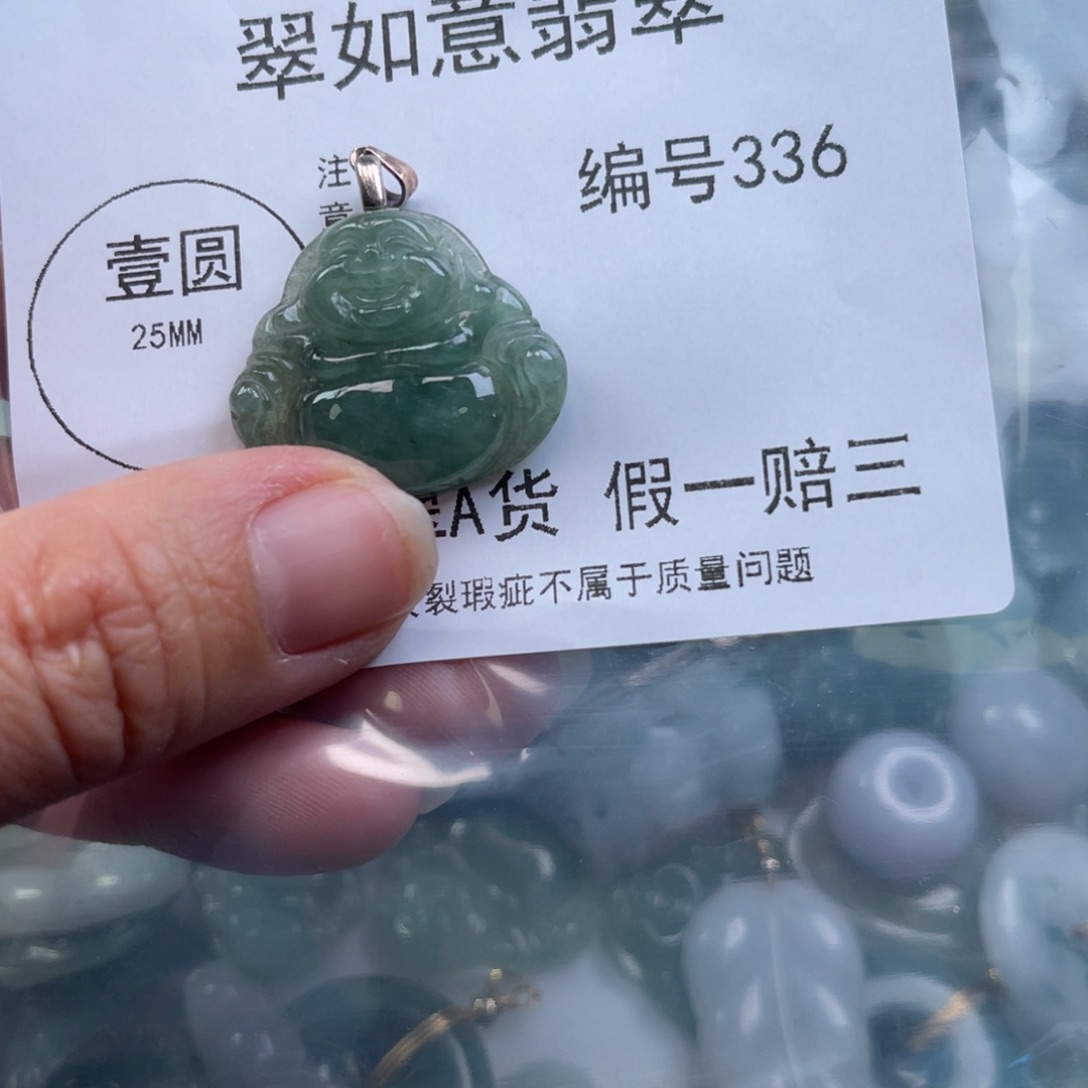 翠如意翡翠
注
意
编号336
壹圆
25MM
A货 假一赔三
裂瑕疵不属于质量问题